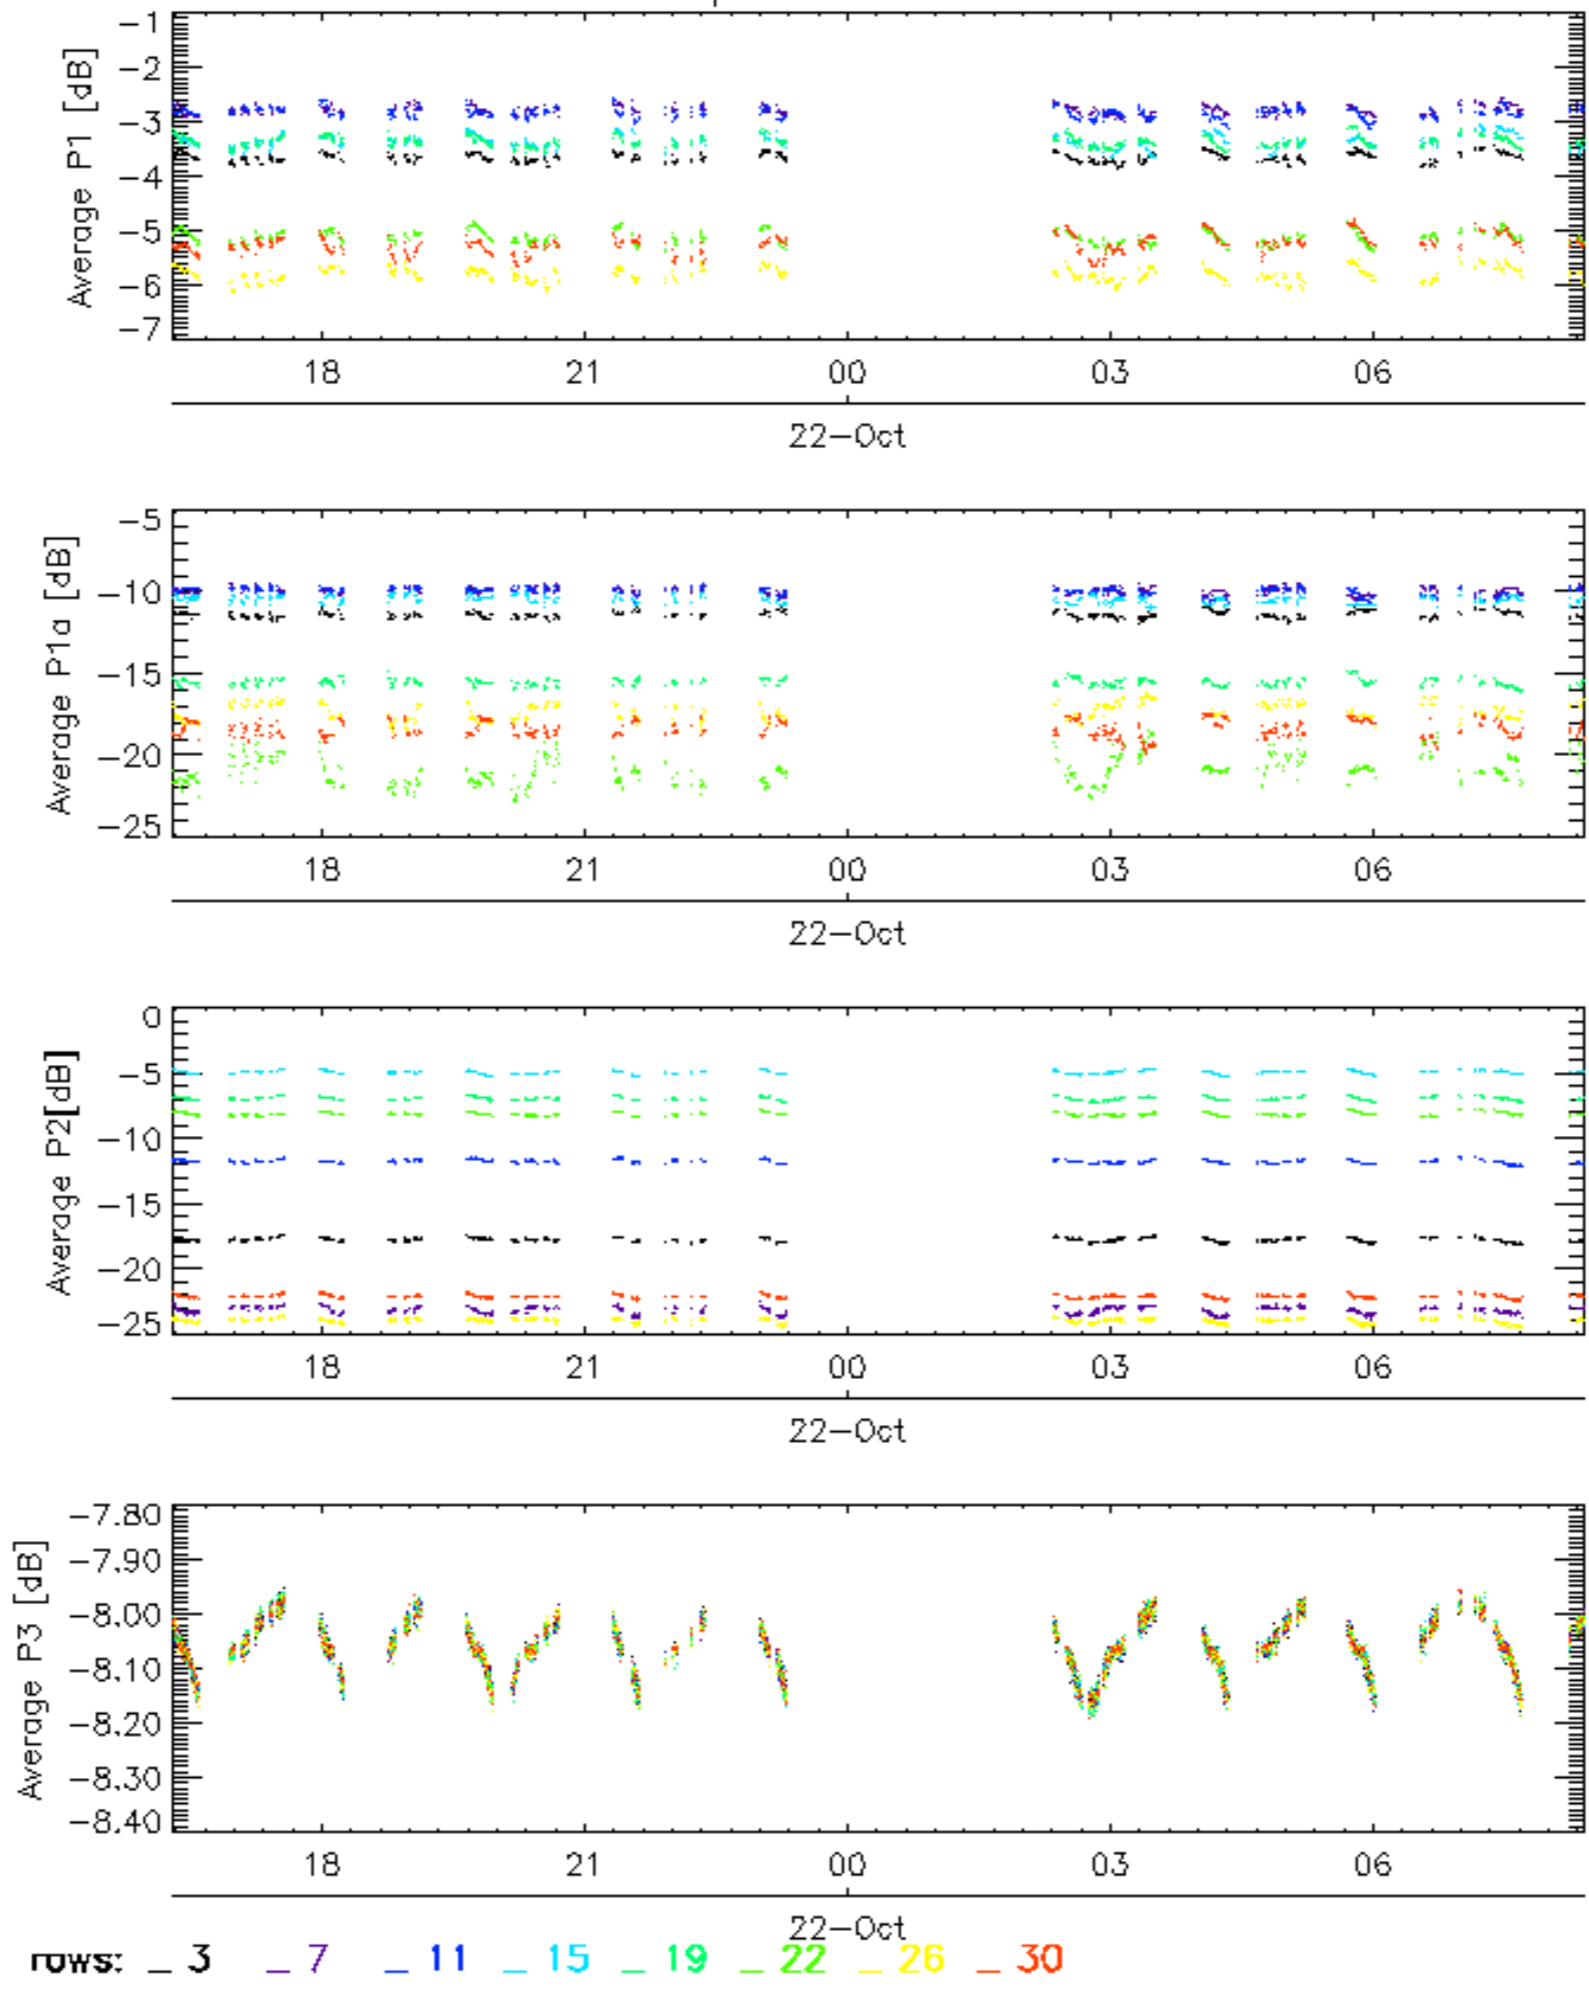 -1
-2
-3
-4
-5
-6
-7
Average P1 [dB]
18 21 00 03 06
22-Oct
-5
-10
-15
-20
-25
Average P1a [dB]
18 21 00 03 06
22-Oct
0
-5
-10
-15
-20
-25
Average P2[dB]
18 21 00 03 06
22-Oct
-7.80
-7.90
-8.00
-8.10
-8.20
-8.30
-8.40
Average P3 [dB]
18 21 00 03 06
22-Oct
rows: _ 3 _ 7 _ 11 _ 15 _ 19 _ 22 _ 26 _ 30